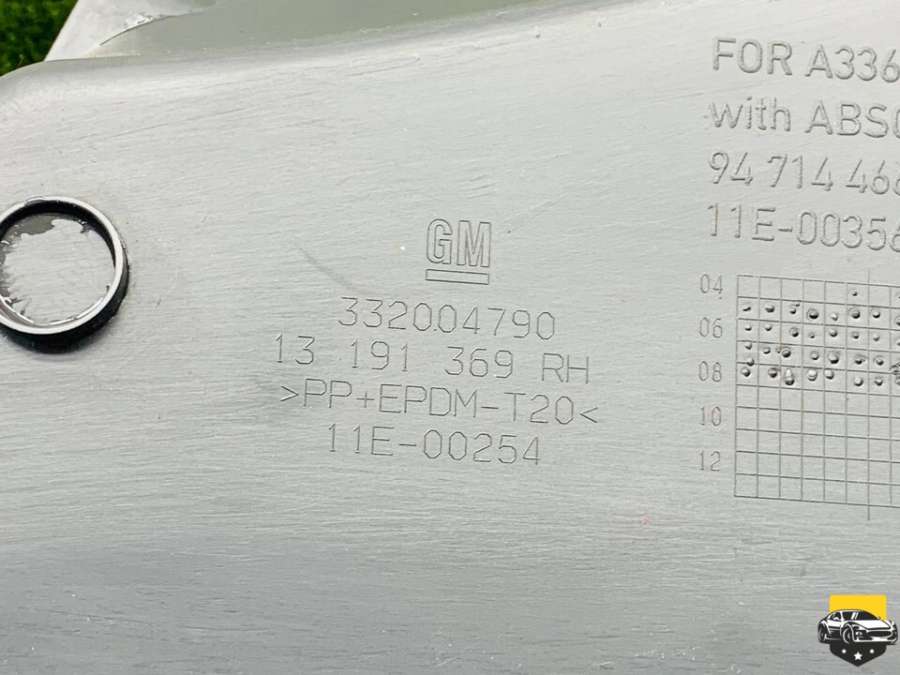 GM
332004790
13 191 369 RH
>PP+EPDM-T20<
11E-00254
FOR A336
with ABS
94 714 46
11E-00356
04
06
08
10
12